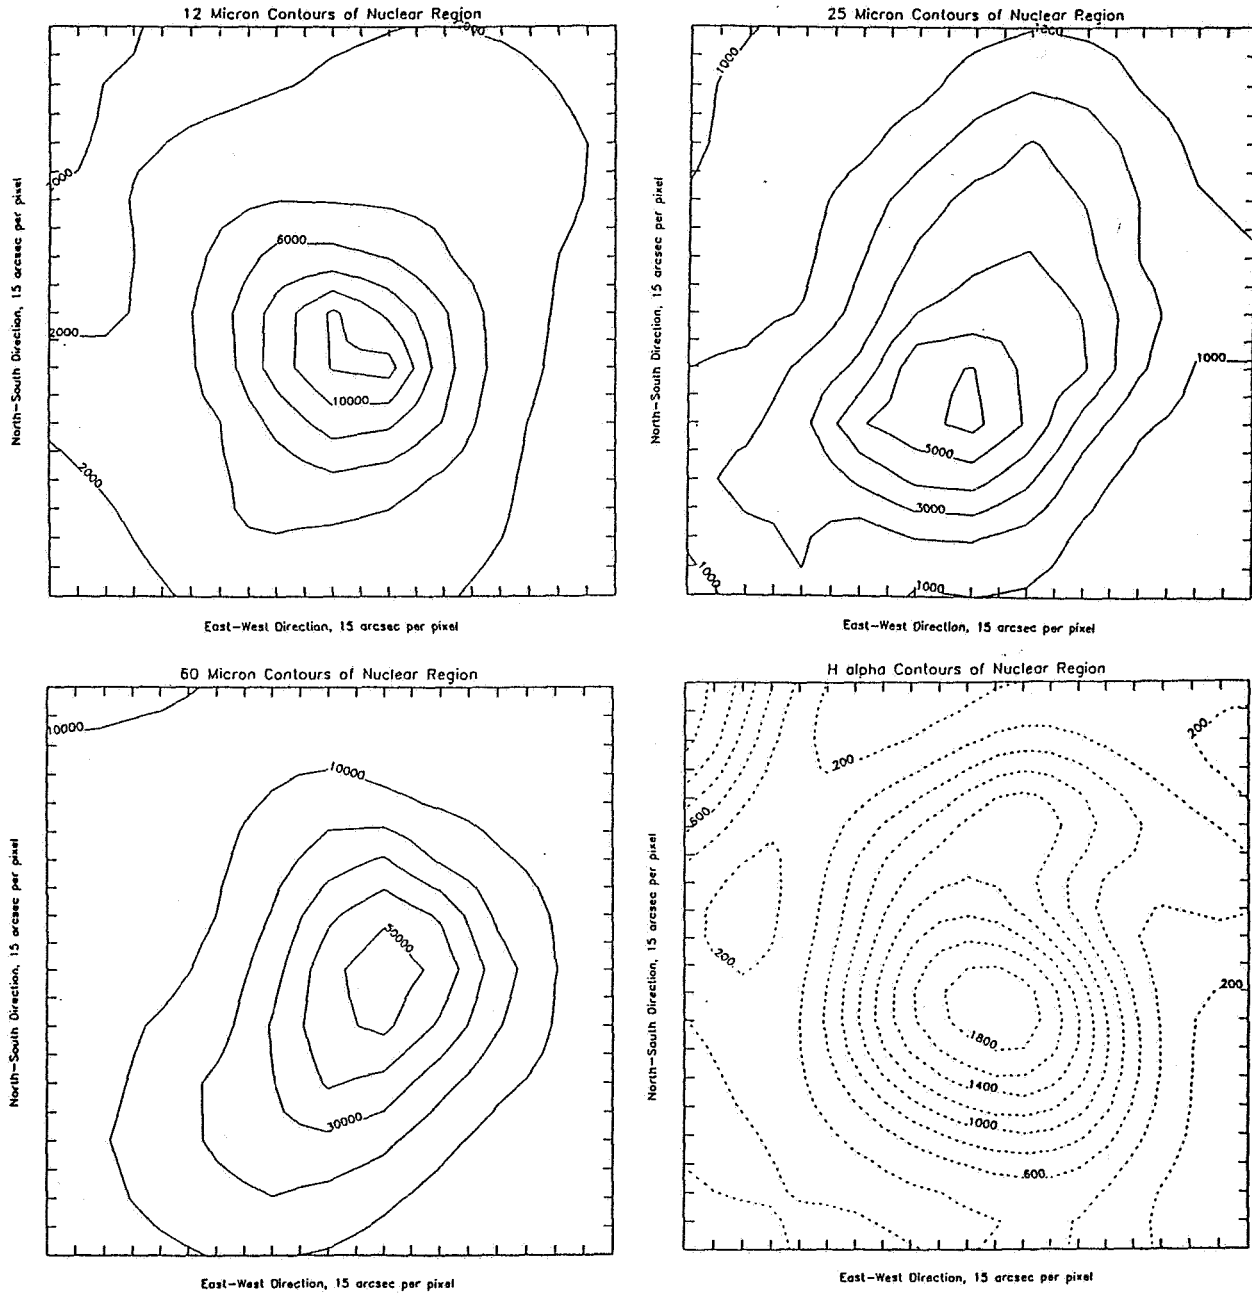 12 Micron Contours of Nuclear Region
2000
6000
2000
10000
2000
North-South Direction, 15 arcsec per pixel
East-West Direction, 15 arcsec per pixel
25 Micron Contours of Nuclear Region
1000
1000
1000
5000
3000
1000
1000
North-South Direction, 15 arcsec per pixel
East-West Direction, 15 arcsec per pixel
60 Micron Contours of Nuclear Region
10000
10000
50000
30000
North-South Direction, 15 arcsec per pixel
East-West Direction, 15 arcsec per pixel
H alpha Contours of Nuclear Region
200
200
600
200
200
1800
1400
1000
600
North-South Direction, 15 arcsec per pixel
East-West Direction, 15 arcsec per pixel